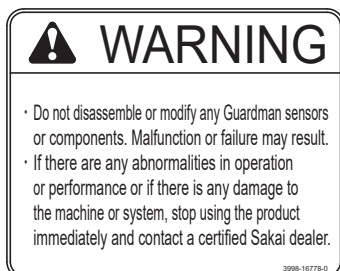 WARNING
· Do not disassemble or modify any Guardman sensors
or components. Malfunction or failure may result.
· If there are any abnormalities in operation
or performance or if there is any damage to
the machine or system, stop using the product
immediately and contact a certified Sakai dealer.
3998-16778-0